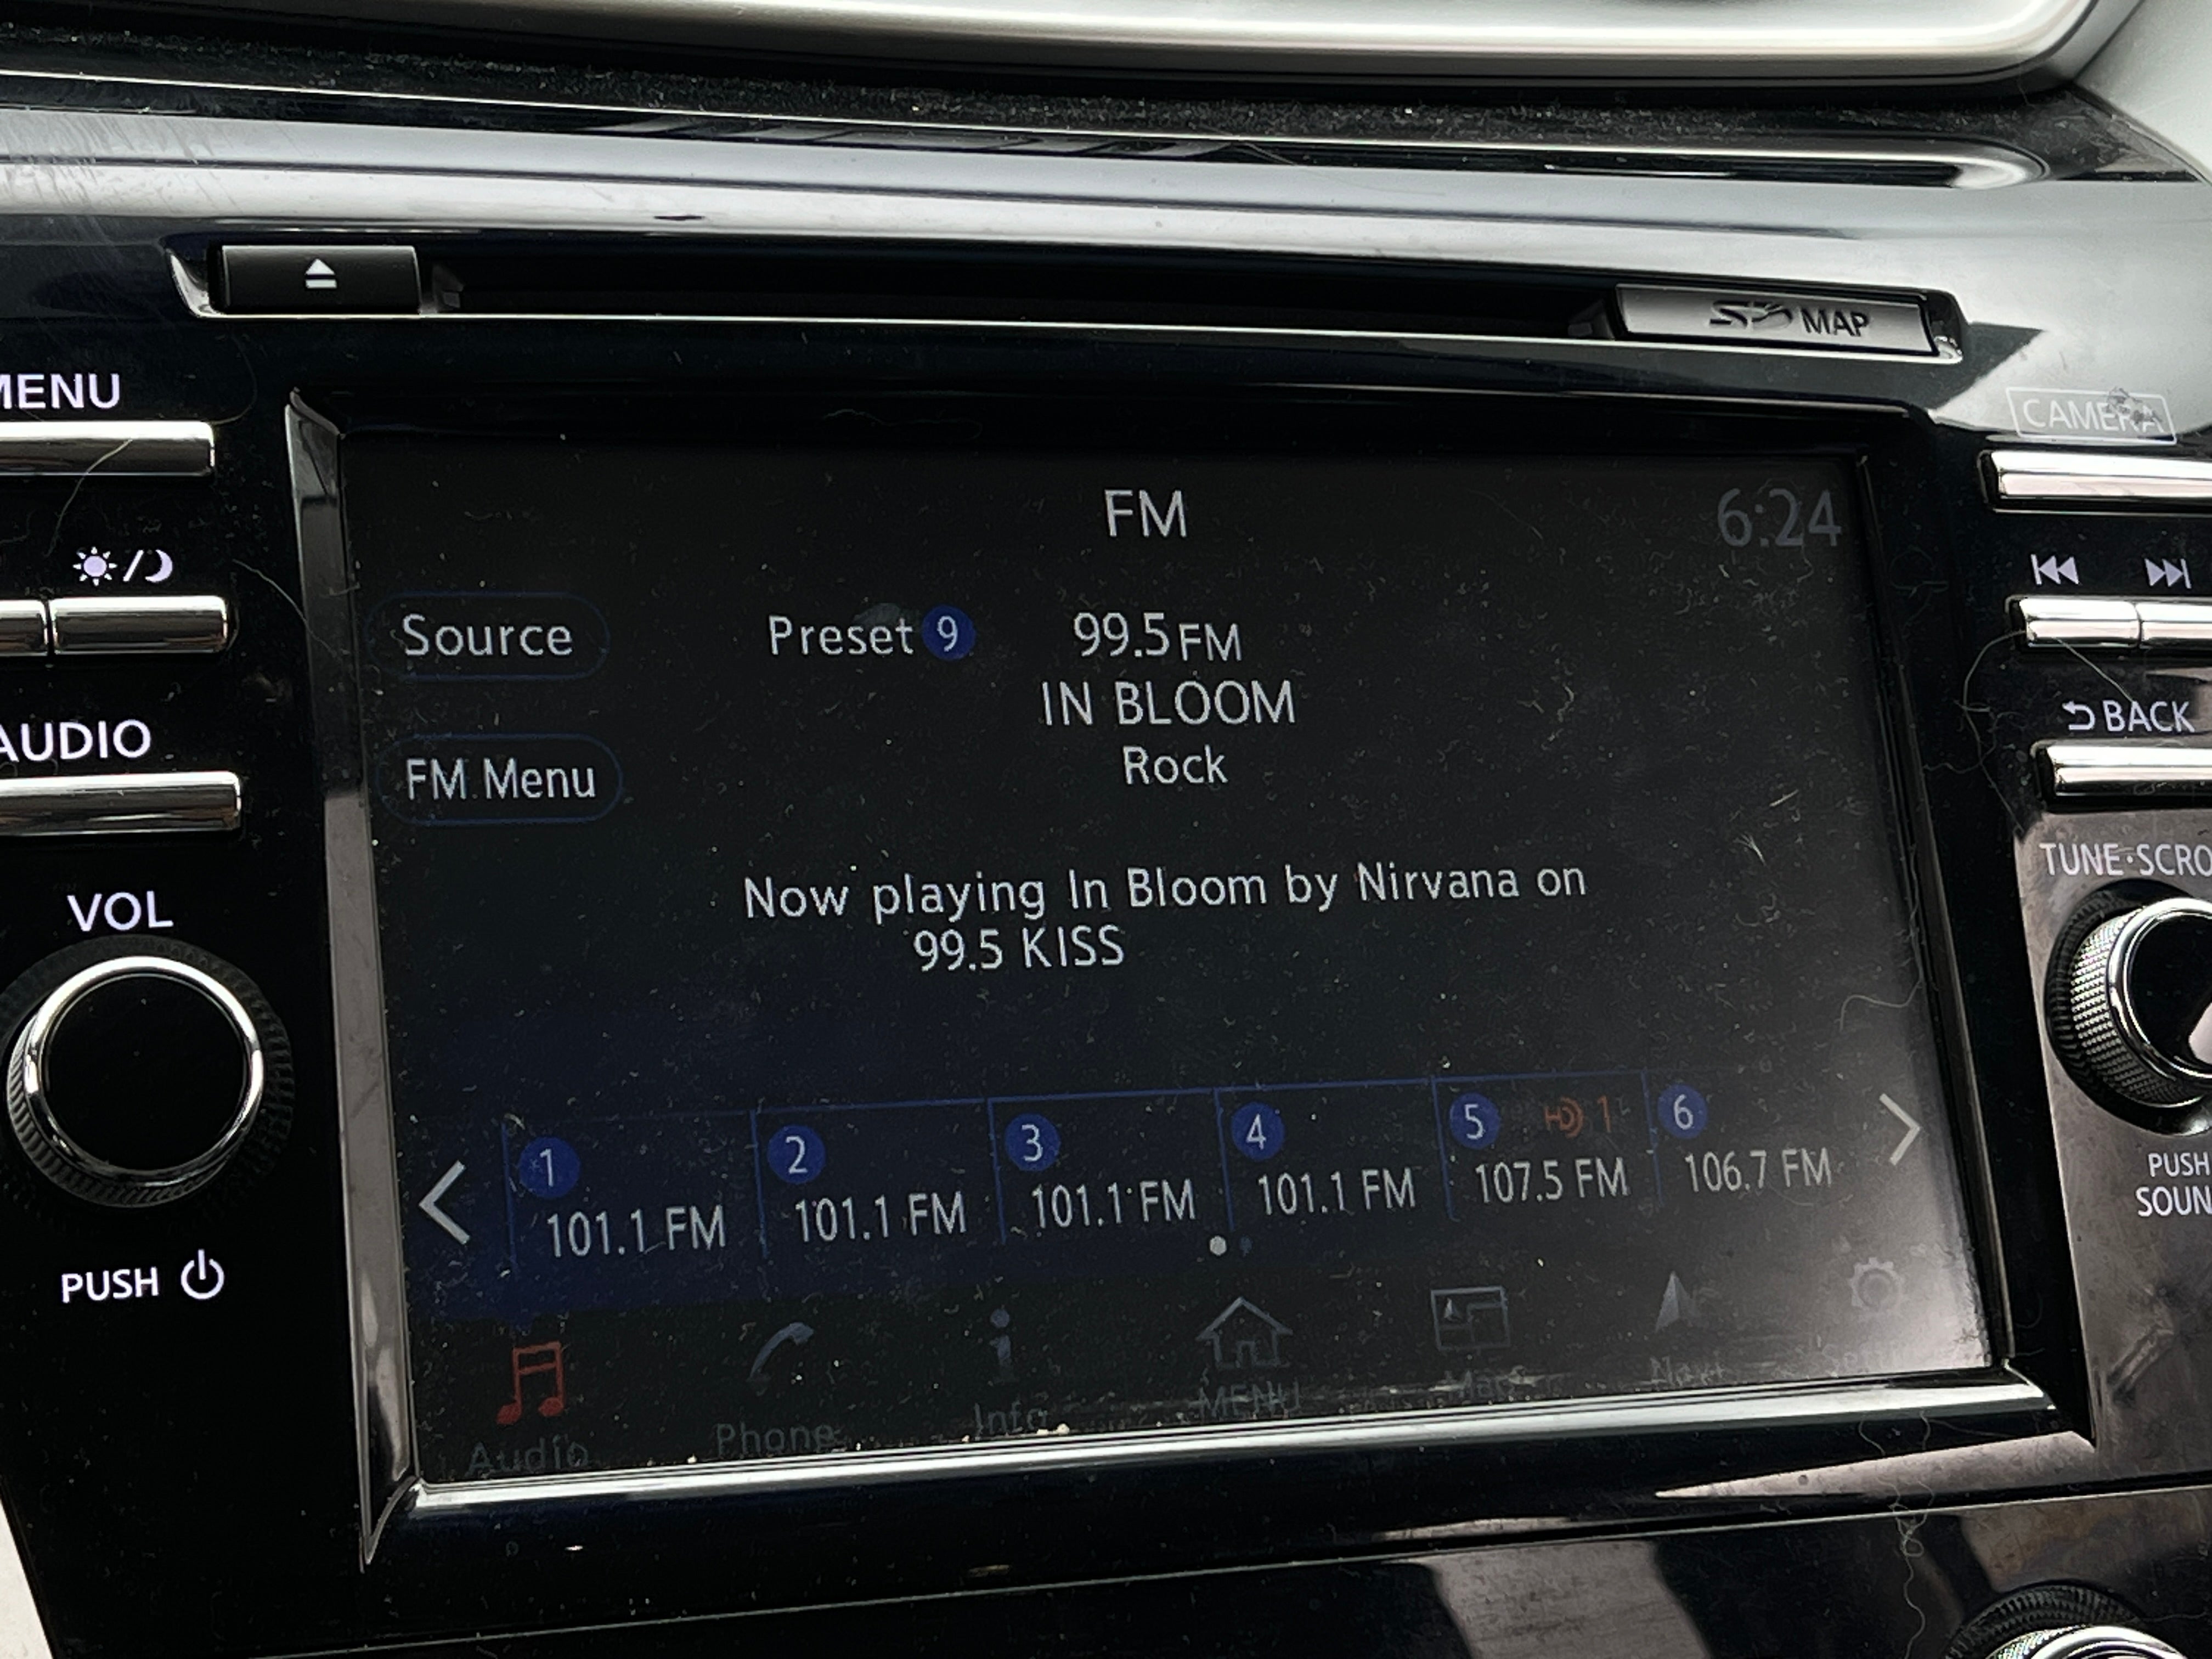 SD MAP
MENU
CAMERA
FM
6:24
Source
Preset 9
99.5 FM
IN BLOOM
Rock
BACK
AUDIO
FM Menu
TUNE·SCRO
Now playing In Bloom by Nirvana on
99.5 KISS
VOL
1
2
3
4
5
HD 1
6
101.1 FM
101.1 FM
101.1 FM
101.1 FM
107.5 FM
106.7 FM
PUSH
SOUN
PUSH
Audio
Phone
Info
MENU
Map
Navi